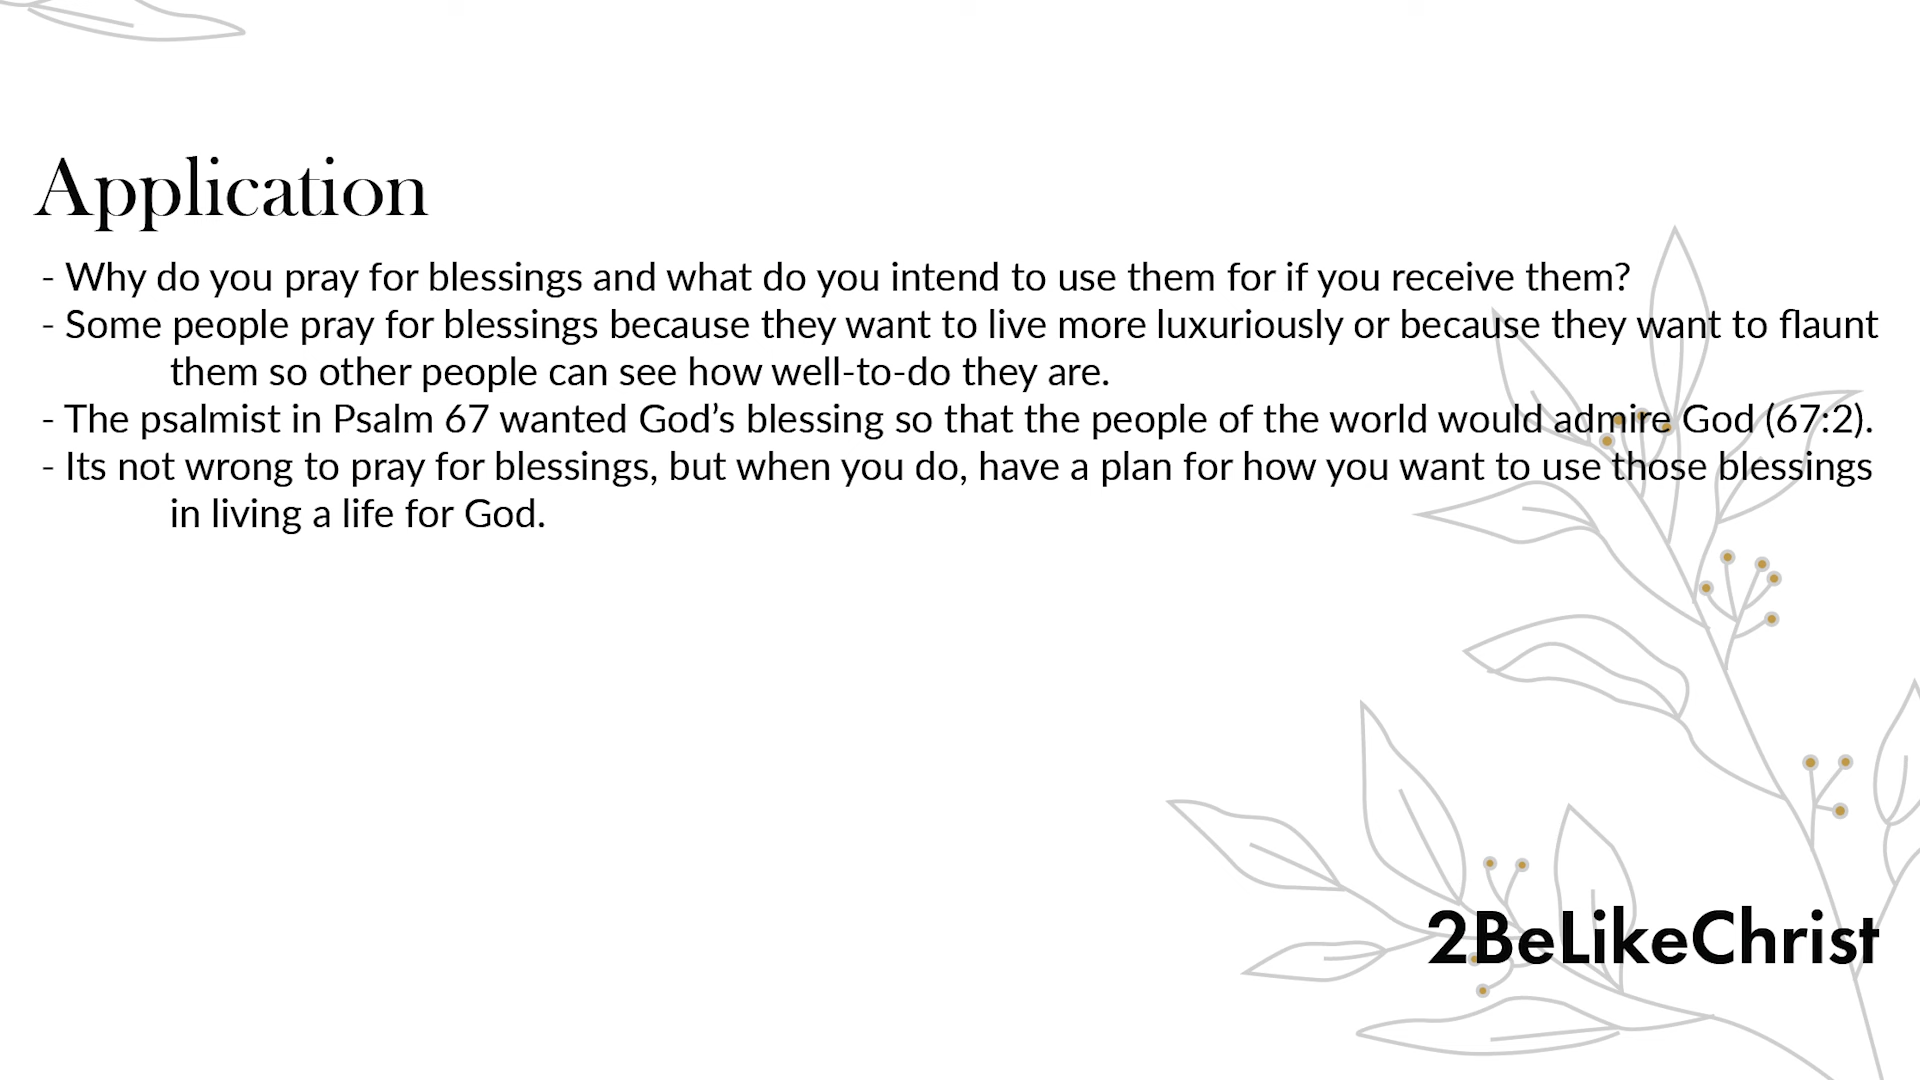 Application
- Why do you pray for blessings and what do you intend to use them for if you receive them?
- Some people pray for blessings because they want to live more luxuriously or because they want to flaunt
them so other people can see how well-to-do they are.
- The psalmist in Psalm 67 wanted God’s blessing so that the people of the world would admire God (67:2).
- Its not wrong to pray for blessings, but when you do, have a plan for how you want to use those blessings
in living a life for God.
2BeLikeChrist